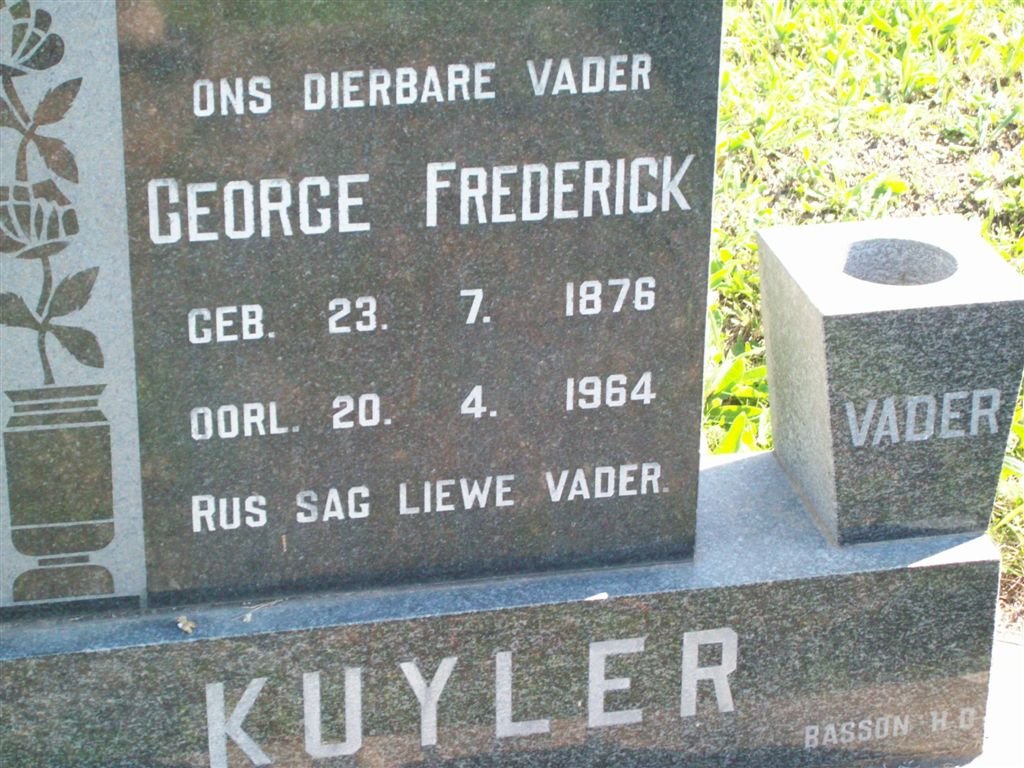 ONS DIERBARE VADER
GEORGE FREDERICK
GEB. 23. 7. 1876
OORL. 20. 4. 1964
RUS SAG LIEWE VADER.
VADER
KUYLER
BASSON H.D